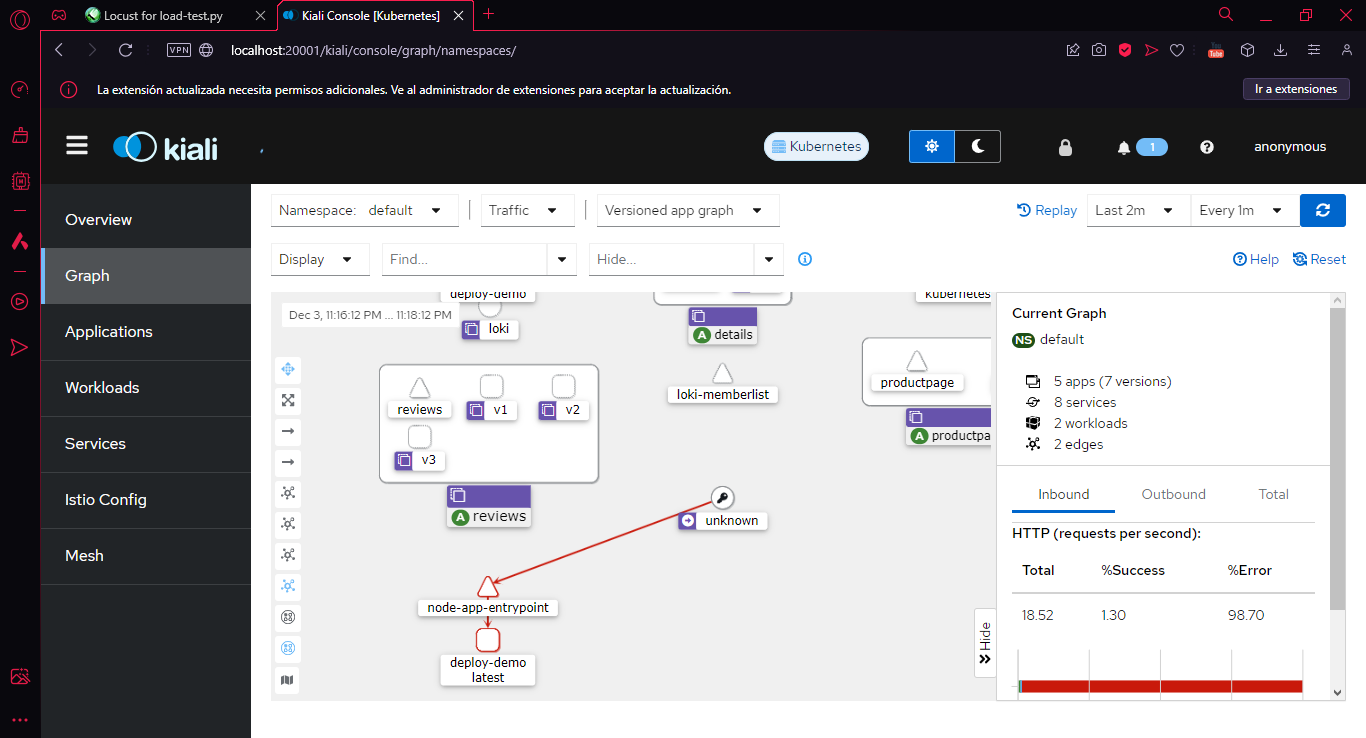 Locust for load-test.py
Kiali Console [Kubernetes]
VPN
localhost:20001/kiali/console/graph/namespaces/
You
Tube
La extensión actualizada necesita permisos adicionales. Ve al administrador de extensiones para aceptar la actualización.
Ir a extensiones
kiali
Kubernetes
1
anonymous
Overview
Graph
Applications
Workloads
Services
Istio Config
Mesh
Namespace: default
Traffic
Versioned app graph
Replay
Last 2m
Every 1m
Display
Find...
Hide...
Help
Reset
Dec 3, 11:16:12 PM ... 11:18:12 PM
deploy-demo
loki
A details
kubernetes
loki-memberlist
productpage
A productpa
reviews
v1
v2
v3
A reviews
unknown
node-app-entrypoint
deploy-demo
latest
Hide
Current Graph
NS default
5 apps (7 versions)
8 services
2 workloads
2 edges
Inbound
Outbound
Total
HTTP (requests per second):
Total %Success %Error
18.52 1.30 98.70